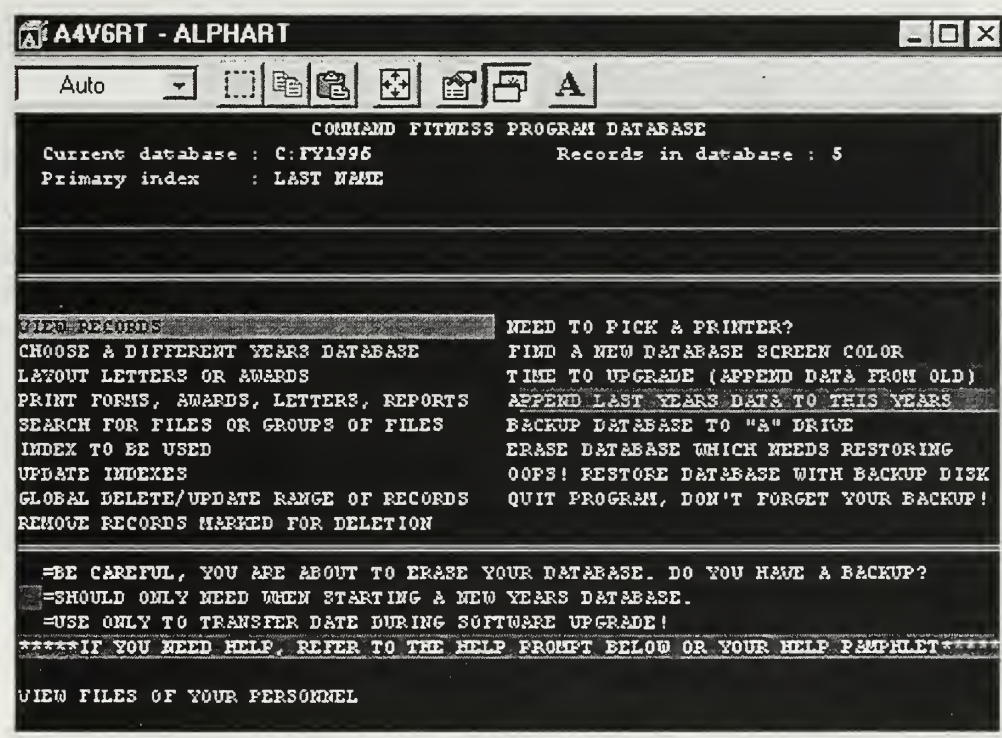 A4V6RT - ALPHART
Auto
A
COMMAND FITNESS PROGRAM DATABASE
Current database : C:FY1996 Records in database : 5
Primary index : LAST NAME
VIEW RECORDS NEED TO PICK A PRINTER?
CHOOSE A DIFFERENT YEARS DATABASE FIND A NEW DATABASE SCREEN COLOR
LAYOUT LETTERS OR AWARDS TIME TO UPGRADE (APPEND DATA FROM OLD)
PRINT FORMS, AWARDS, LETTERS, REPORTS APPEND LAST YEARS DATA TO THIS YEARS
SEARCH FOR FILES OR GROUPS OF FILES BACKUP DATABASE TO "A" DRIVE
INDEX TO BE USED ERASE DATABASE WHICH NEEDS RESTORING
UPDATE INDEXES OOPS! RESTORE DATABASE WITH BACKUP DISK
GLOBAL DELETE/UPDATE RANGE OF RECORDS QUIT PROGRAM, DON'T FORGET YOUR BACKUP!
REMOVE RECORDS MARKED FOR DELETION
=BE CAREFUL, YOU ARE ABOUT TO ERASE YOUR DATABASE. DO YOU HAVE A BACKUP?
=SHOULD ONLY NEED WHEN STARTING A NEW YEARS DATABASE.
=USE ONLY TO TRANSFER DATE DURING SOFTWARE UPGRADE!
*****IF YOU NEED HELP, REFER TO THE HELP PROMPT BELOW OR YOUR HELP PAMPHLET*****
VIEW FILES OF YOUR PERSONNEL